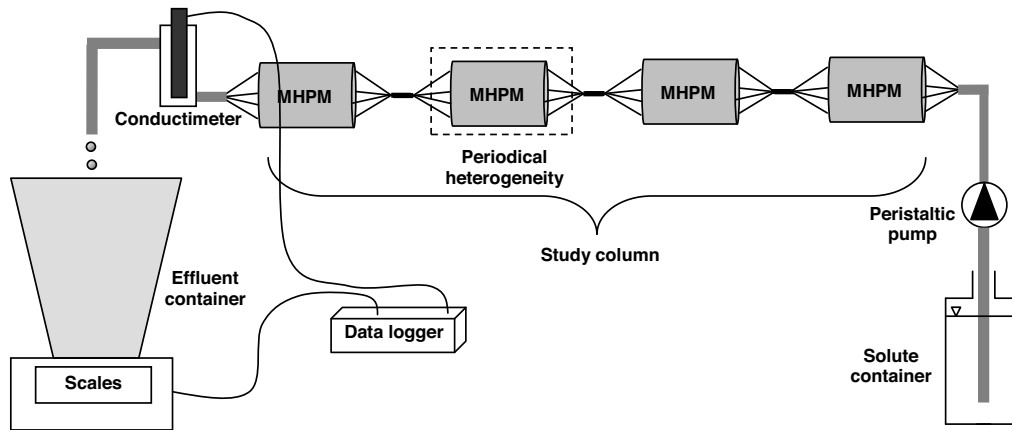 MHPM
MHPM
MHPM
MHPM
Conductimeter
Periodical
heterogeneity
Peristaltic
pump
Study column
Effluent
container
Data logger
Solute
container
Scales